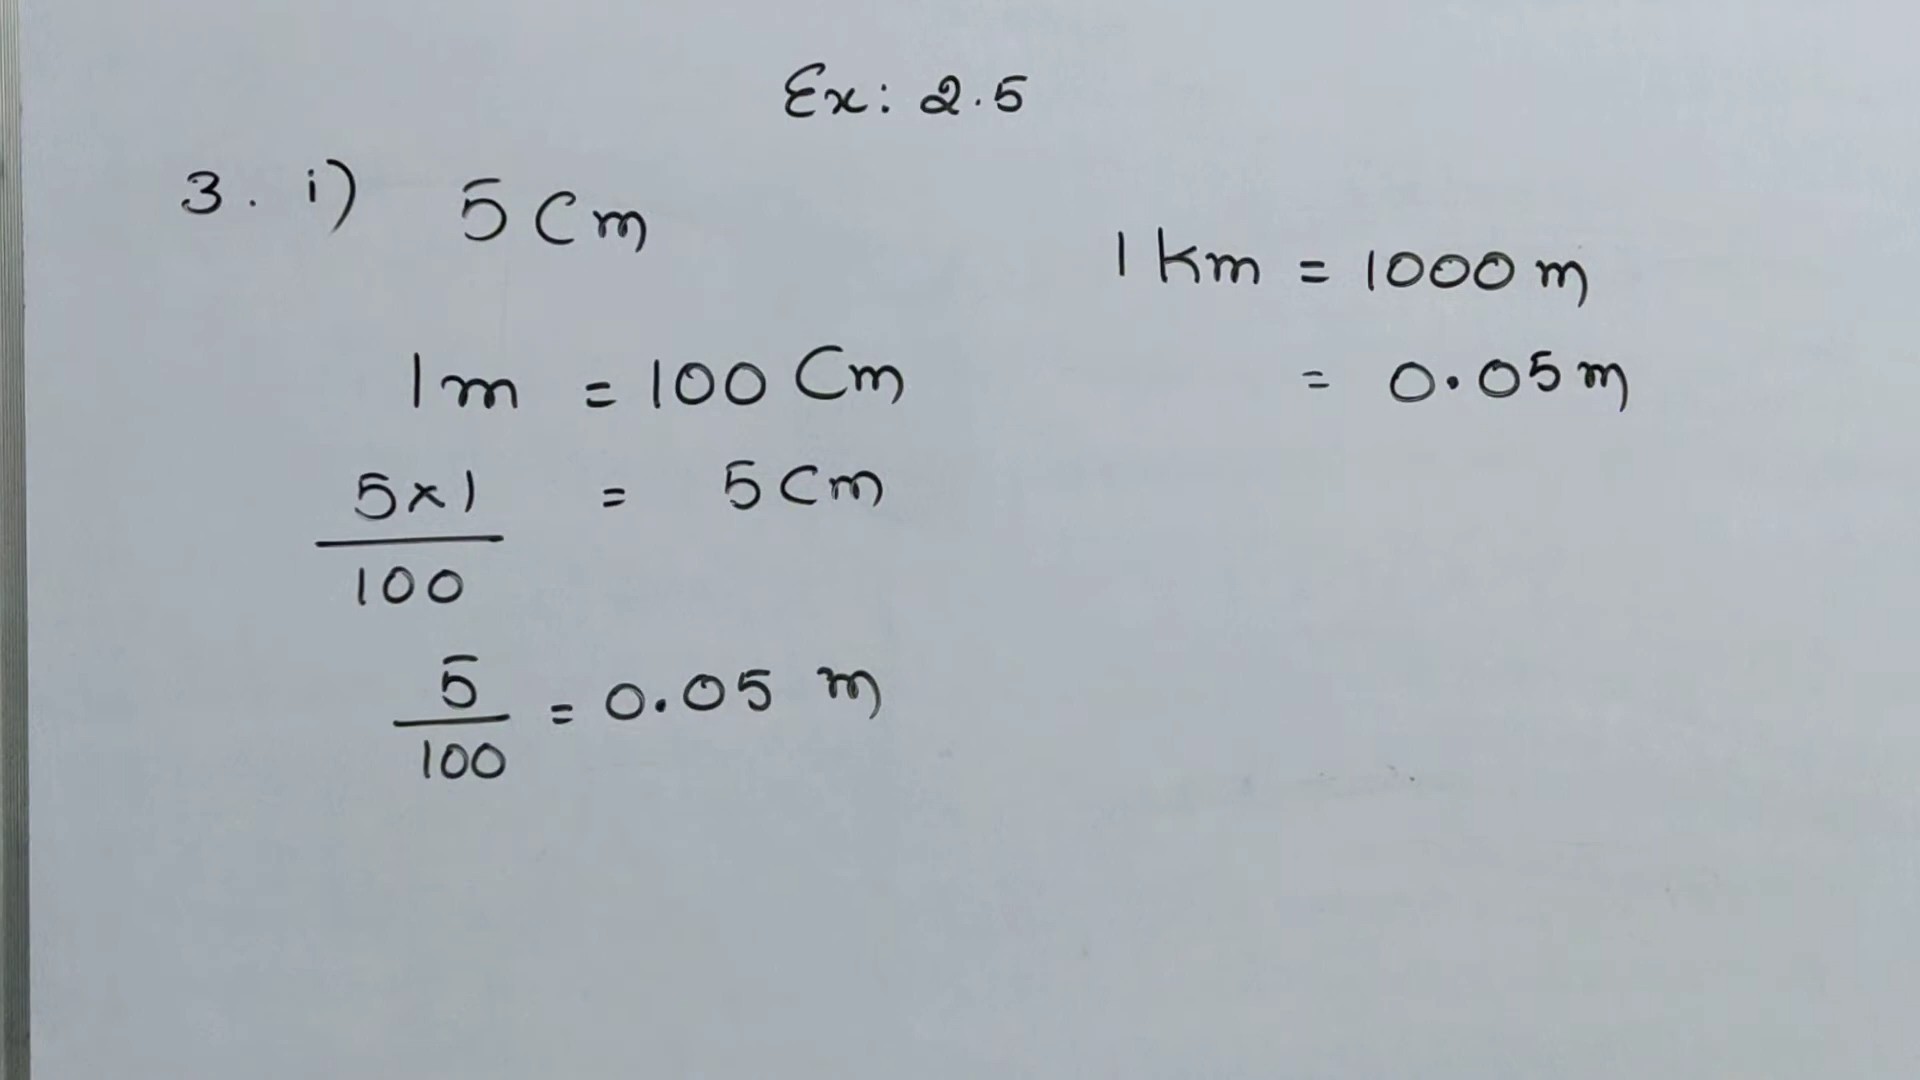 Ex: 2.5
3. i) 5 Cm
1 m = 100 Cm
5 x 1 = 5 Cm
100
5 = 0.05 m
100
1 Km = 1000 m
= 0.05 m